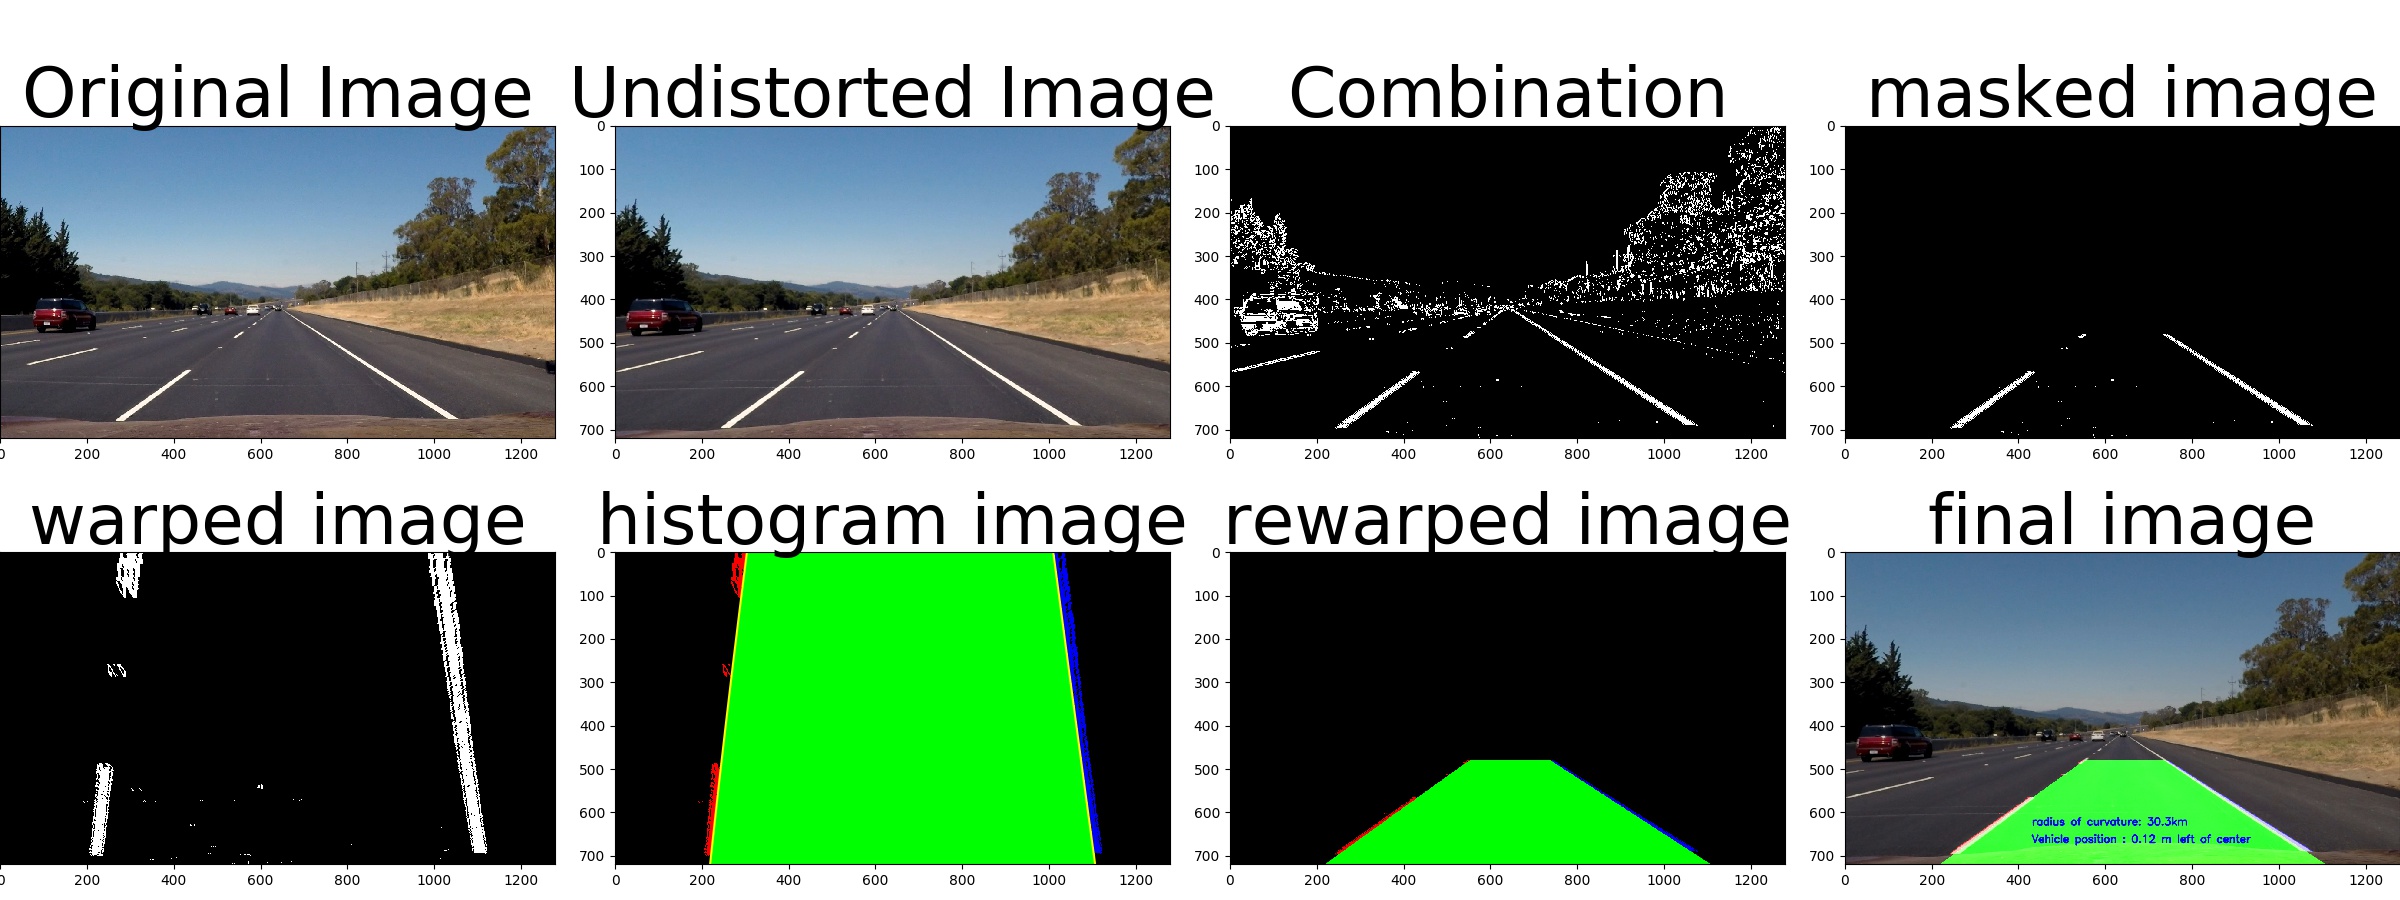 Original Image
Undistorted Image
Combination
masked image
0
0
0
100
100
100
200
200
200
300
300
300
400
400
400
500
500
500
600
600
600
700
700
700
0 200 400 600 800 1000 1200
0 200 400 600 800 1000 1200
0 200 400 600 800 1000 1200
0 200 400 600 800 1000 1200
warped image
histogram image
rewarped image
final image
0
0
0
100
100
100
200
200
200
300
300
300
400
400
400
500
500
500
600
600
600
radius of curvature: 30.3km
Vehicle position : 0.12 m left of center
700
700
700
0 200 400 600 800 1000 1200
0 200 400 600 800 1000 1200
0 200 400 600 800 1000 1200
0 200 400 600 800 1000 1200